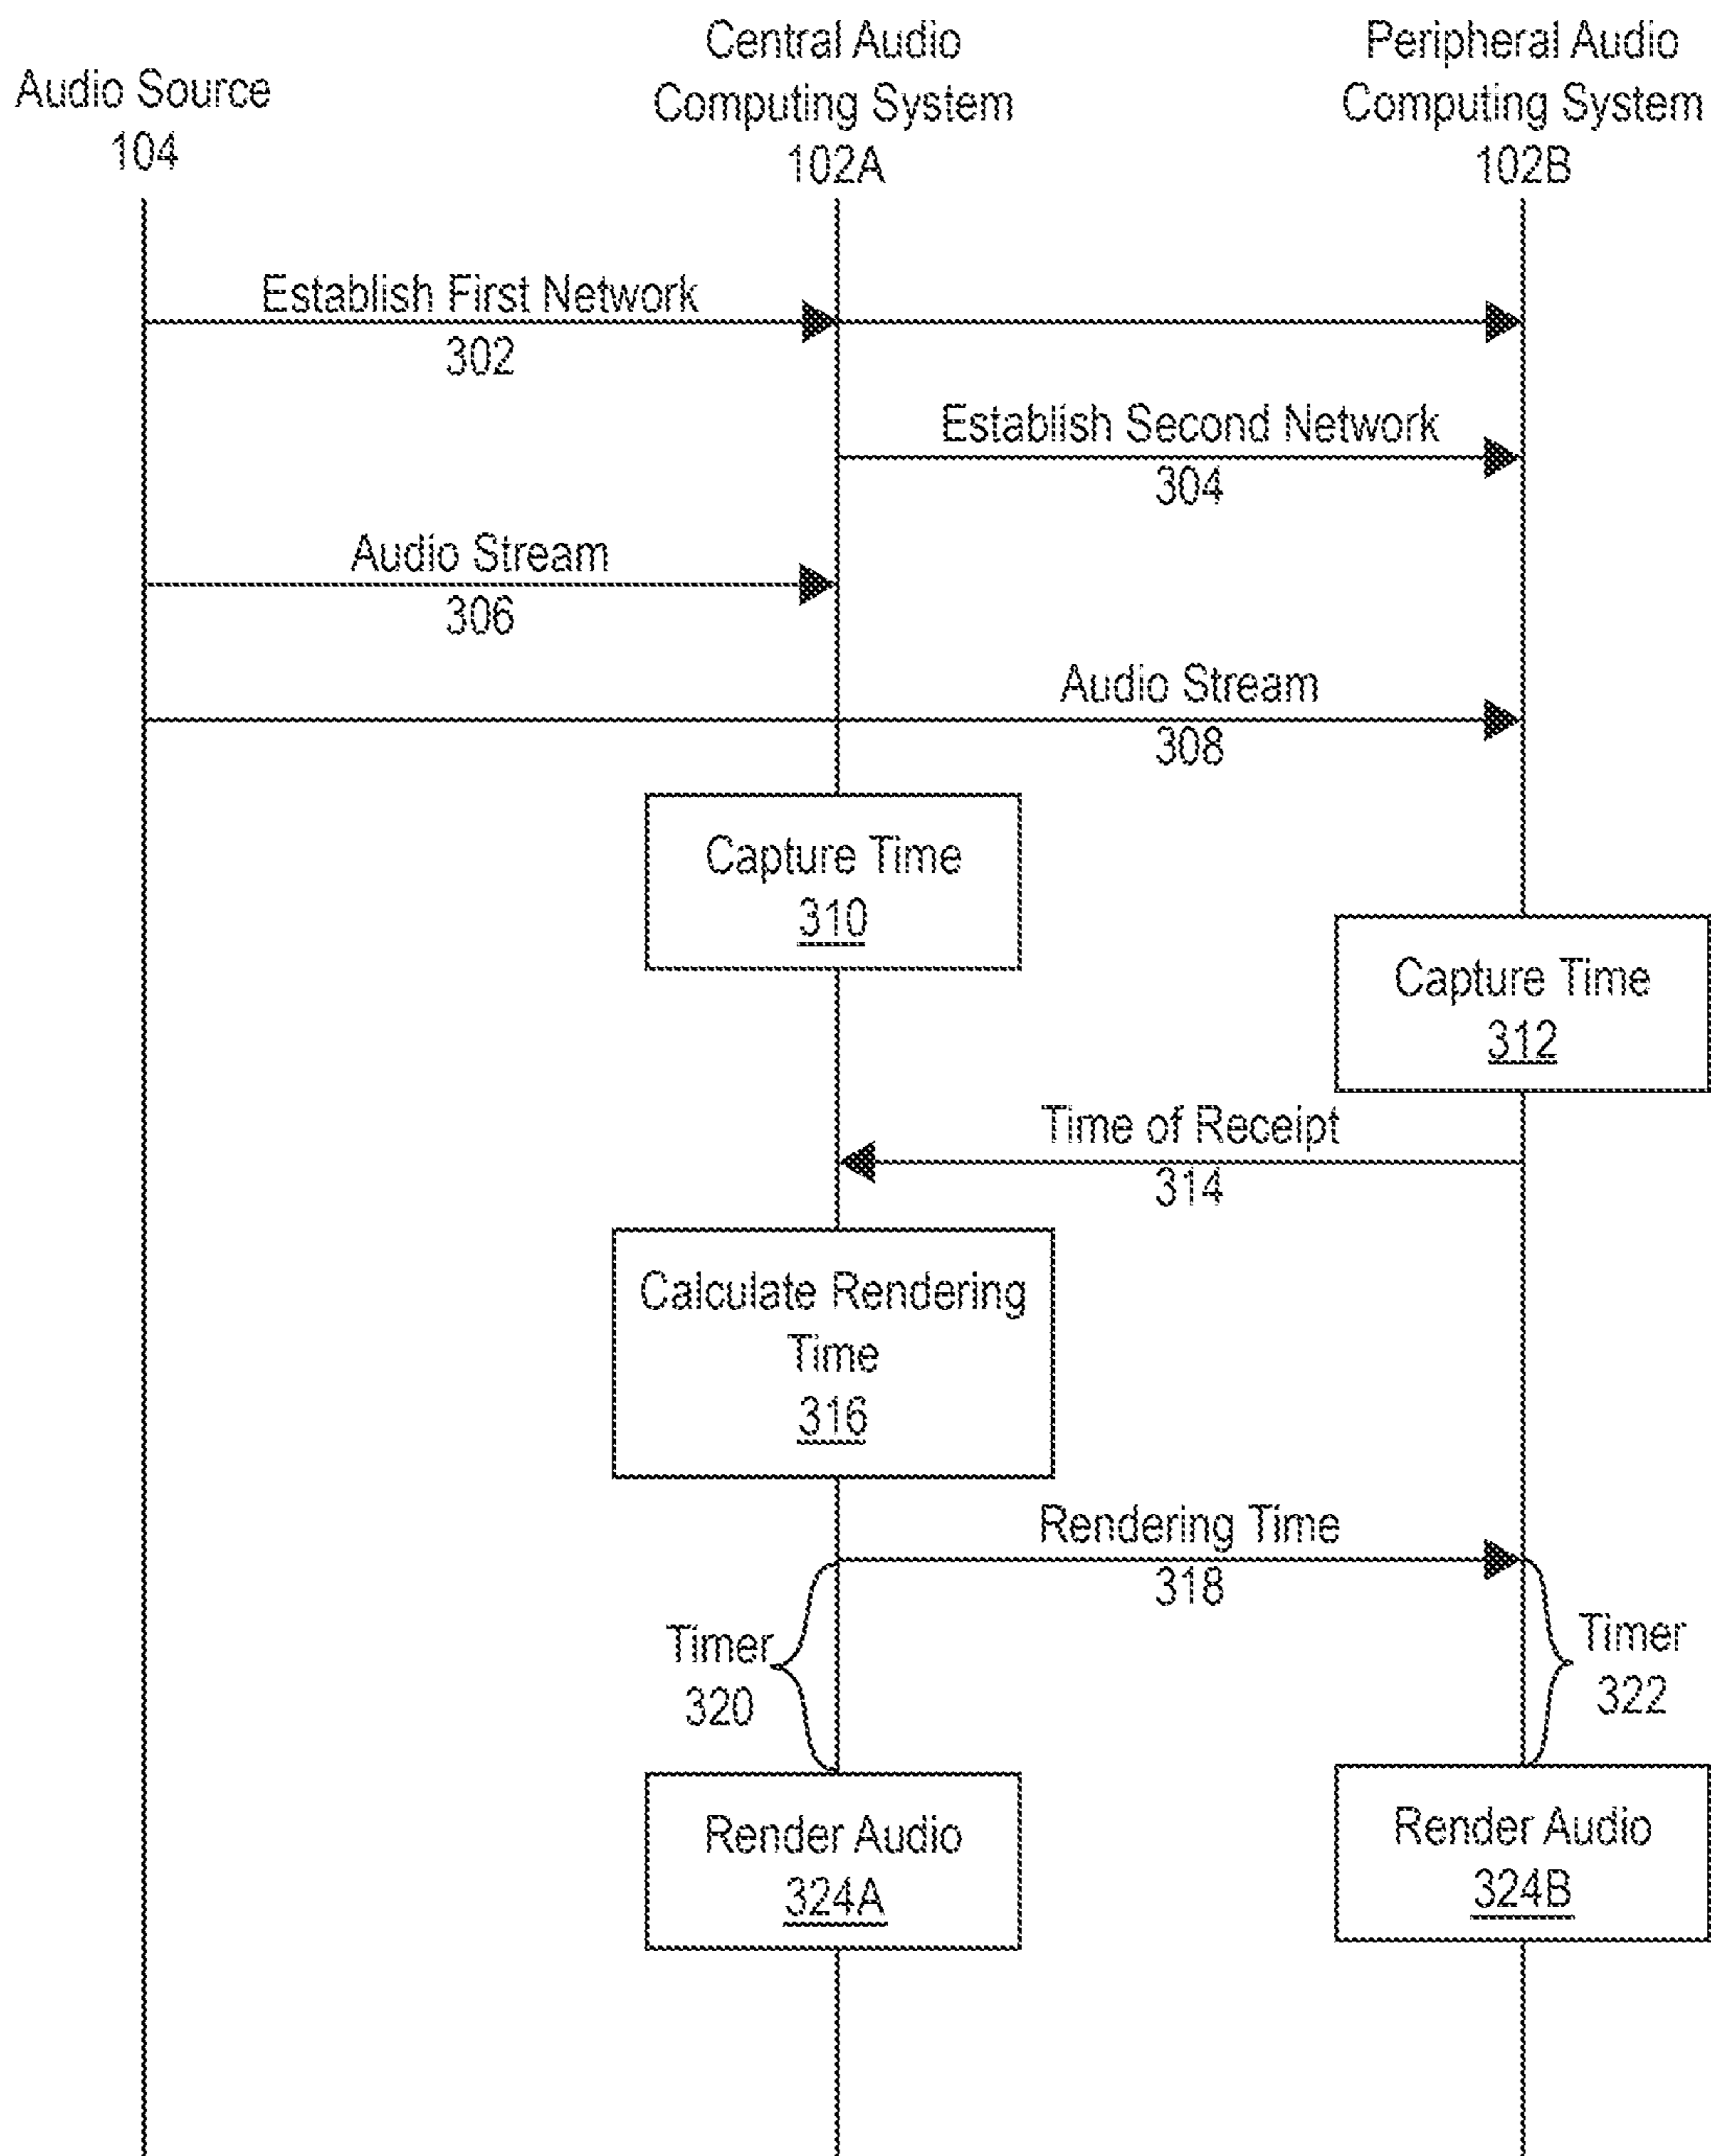 Audio Source
104
Central Audio
Computing System
102A
Peripheral Audio
Computing System
102B
Establish First Network
302
Establish Second Network
304
Audio Stream
306
Audio Stream
308
Capture Time
310
Capture Time
312
Time of Receipt
314
Calculate Rendering
Time
316
Rendering Time
318
Timer
320
Timer
322
Render Audio
324A
Render Audio
324B